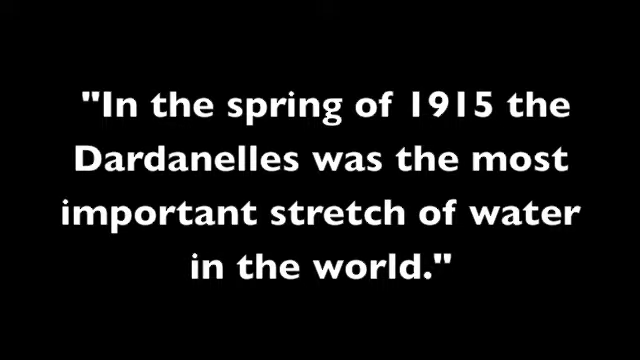 "In the spring of 1915 the
Dardanelles was the most
important stretch of water
in the world."